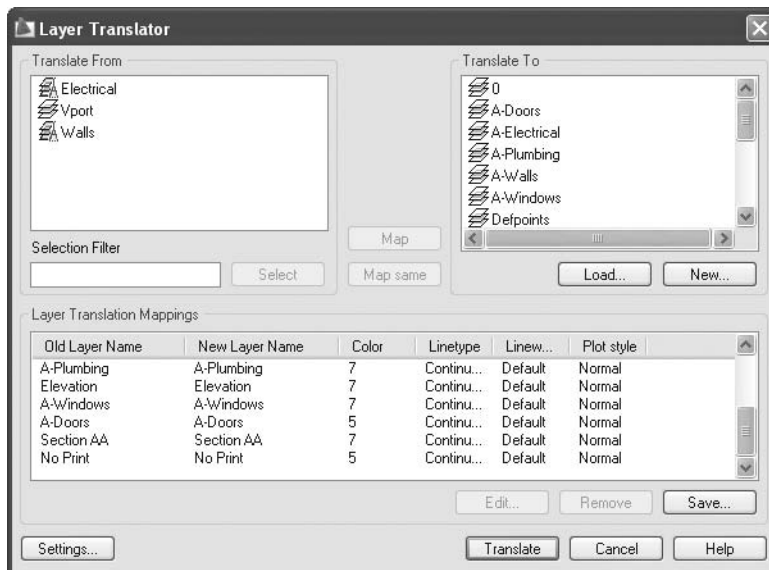 Layer Translator
Translate From
Electrical
Vport
Walls
Selection Filter
Select
Map
Map same
Translate To
0
A-Doors
A-Electrical
A-Plumbing
A-Walls
A-Windows
Defpoints
Load...
New...
Layer Translation Mappings
Old Layer Name New Layer Name Color Linetype Linew... Plot style
A-Plumbing A-Plumbing 7 Continu... Default Normal
Elevation Elevation 7 Continu... Default Normal
A-Windows A-Windows 7 Continu... Default Normal
A-Doors A-Doors 5 Continu... Default Normal
Section AA Section AA 7 Continu... Default Normal
No Print No Print 5 Continu... Default Normal
Edit... Remove Save...
Settings... Translate Cancel Help